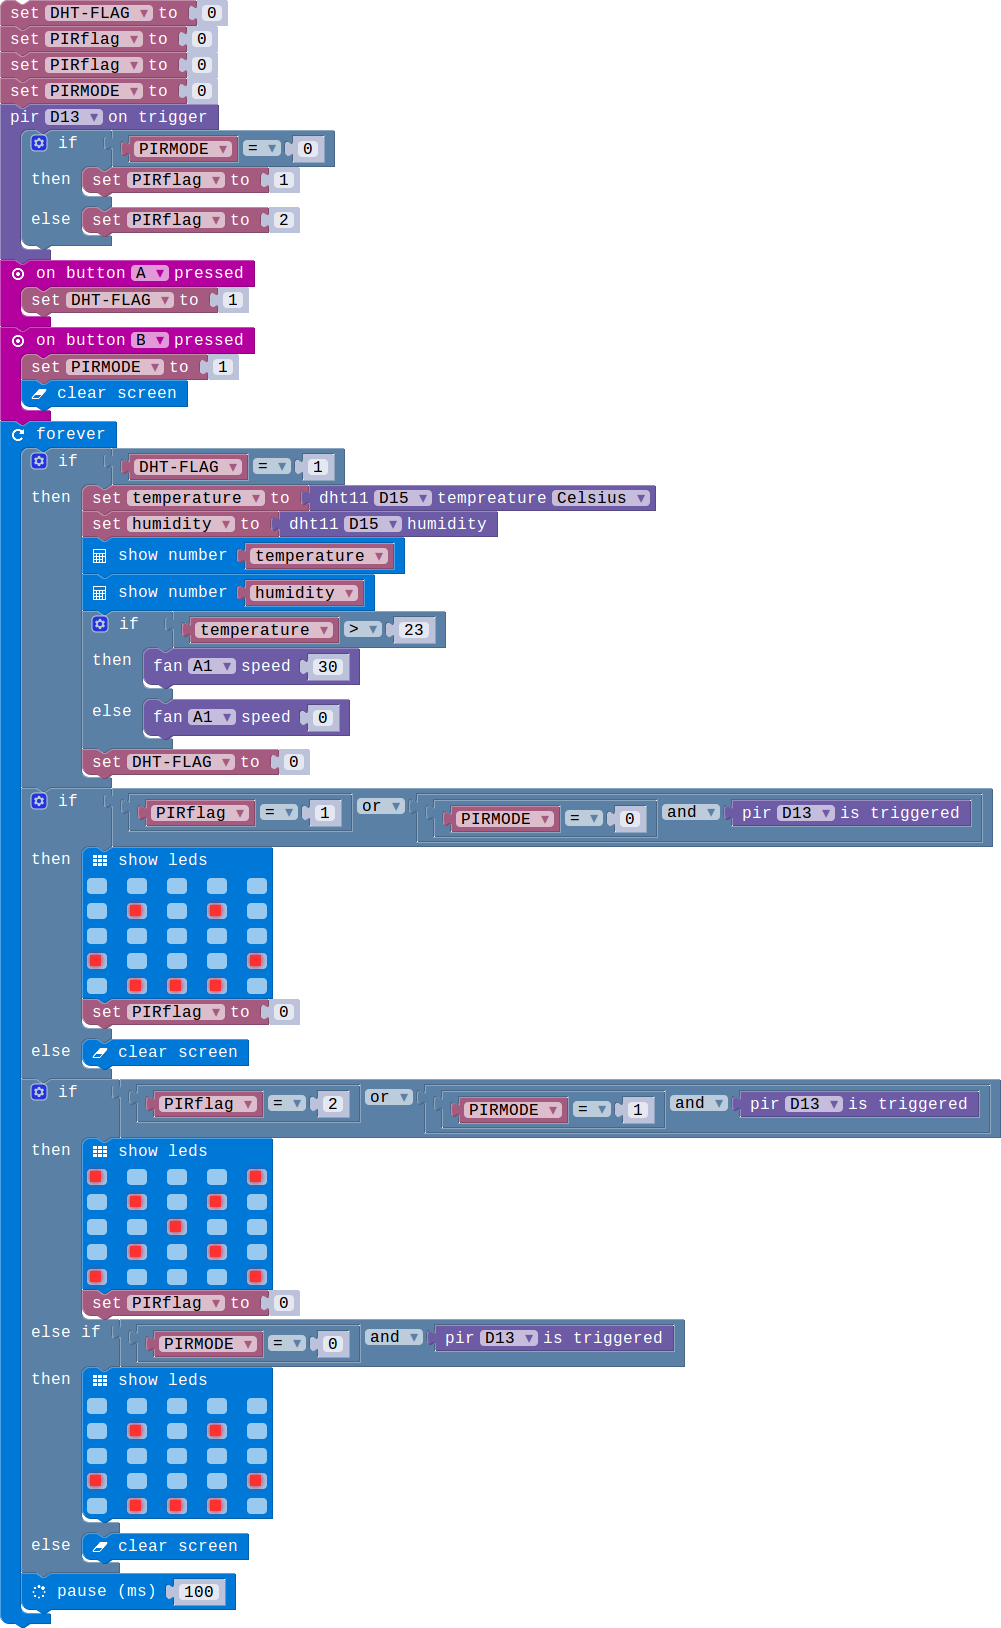 set DHT-FLAG to 0
set PIRflag to 0
set PIRflag to 0
set PIRMODE to 0
pir D13 on trigger
if PIRMODE = 0
then set PIRflag to 1
else set PIRflag to 2
on button A pressed
set DHT-FLAG to 1
on button B pressed
set PIRMODE to 1
clear screen
forever
if DHT-FLAG = 1
then set temperature to dht11 D15 tempreature Celsius
set humidity to dht11 D15 humidity
show number temperature
show number humidity
if temperature > 23
then fan A1 speed 30
else fan A1 speed 0
set DHT-FLAG to 0
if PIRflag = 1 or PIRMODE = 0 and pir D13 is triggered
then show leds
set PIRflag to 0
else clear screen
if PIRflag = 2 or PIRMODE = 1 and pir D13 is triggered
then show leds
set PIRflag to 0
else if PIRMODE = 0 and pir D13 is triggered
then show leds
else clear screen
pause (ms) 100